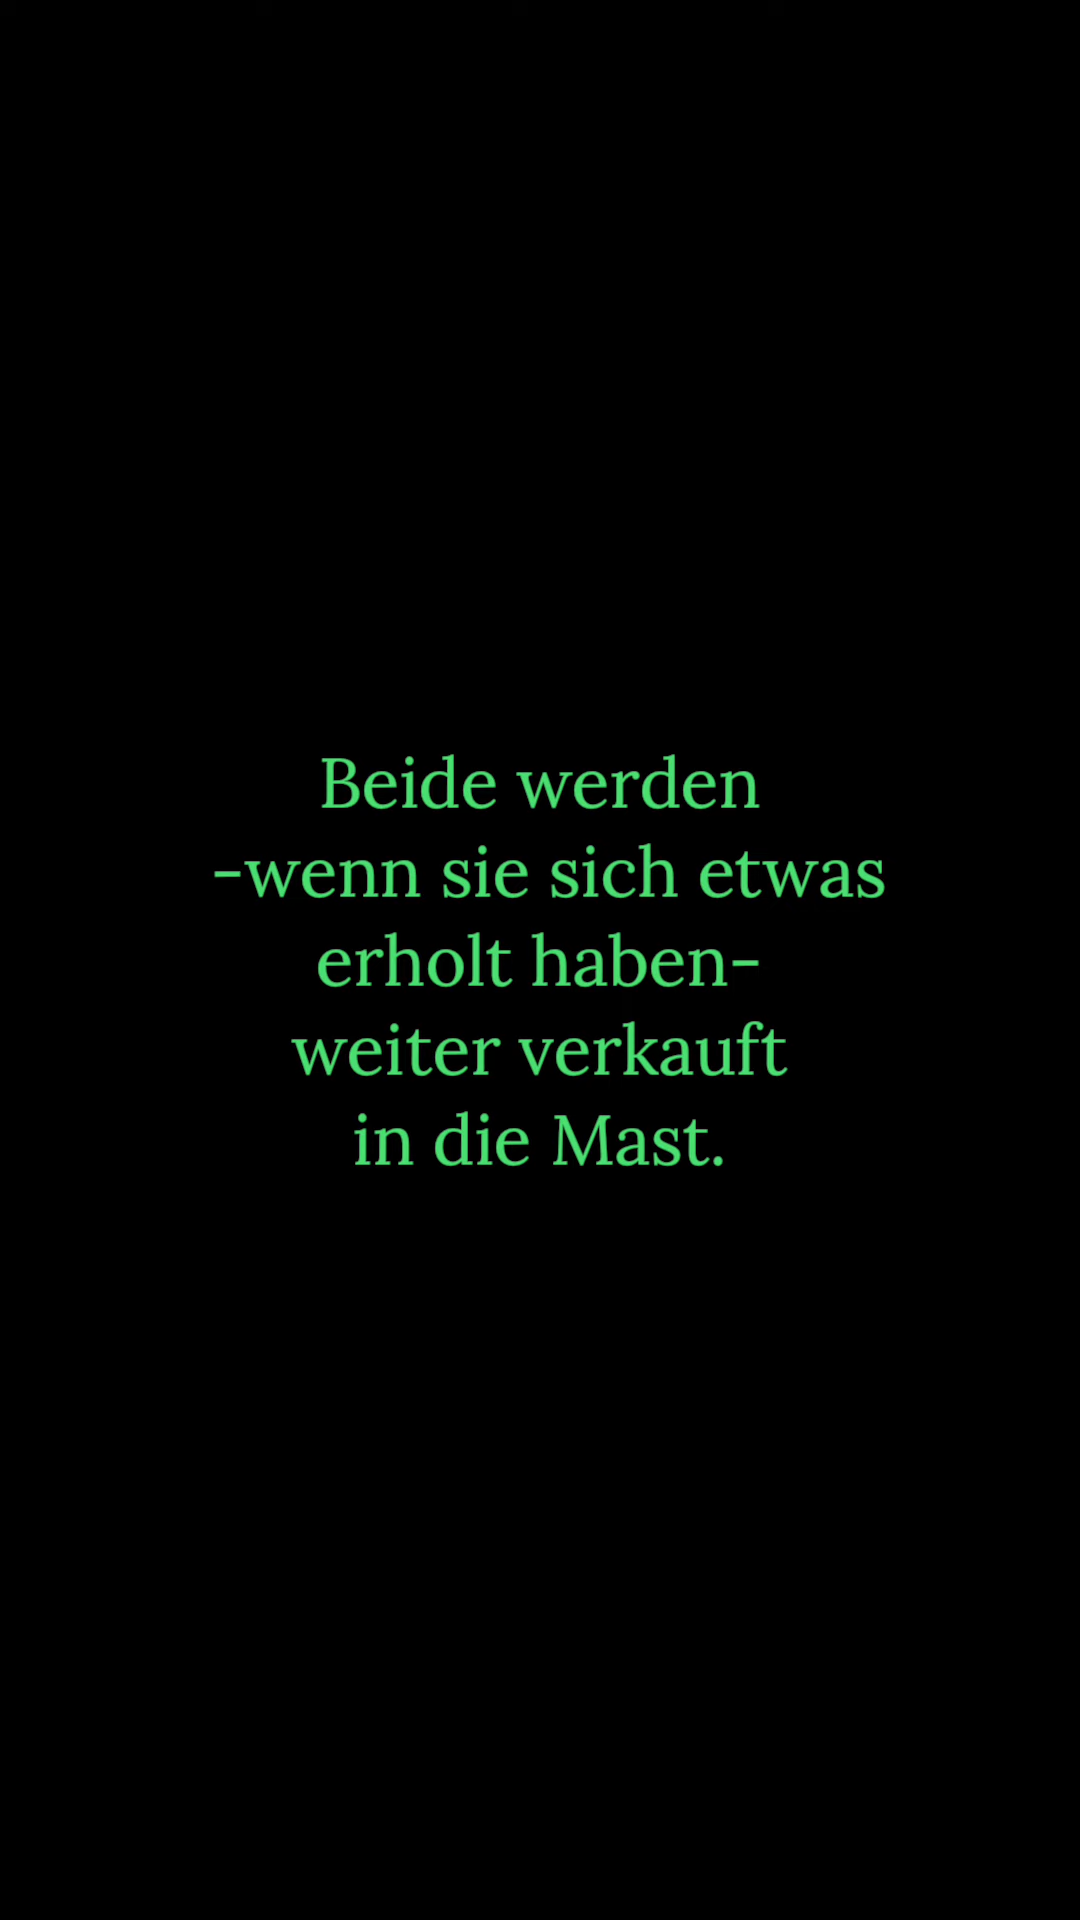 Beide werden
-wenn sie sich etwas
erholt haben-
weiter verkauft
in die Mast.